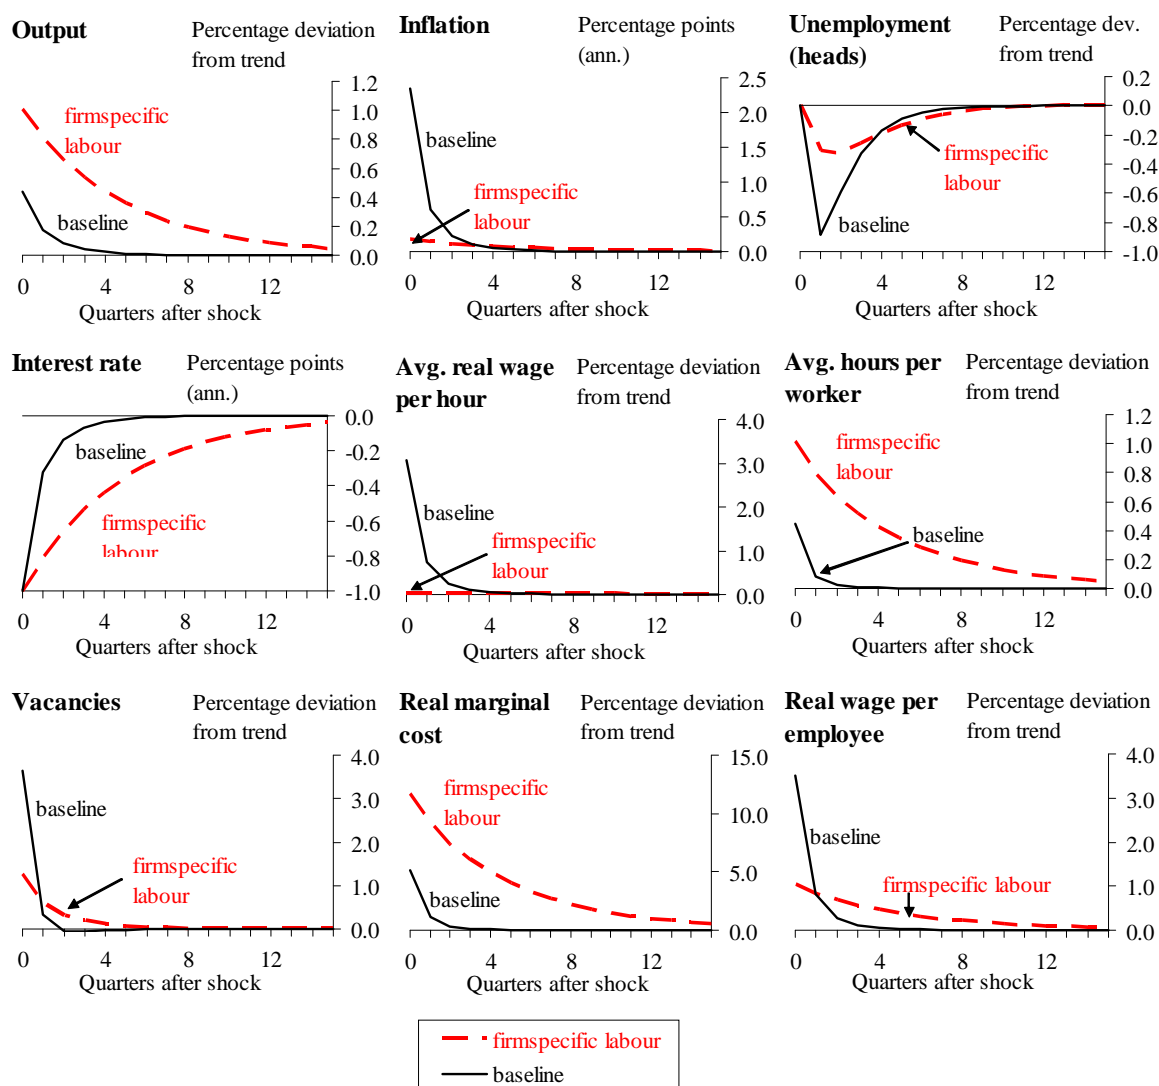 Output
Percentage deviation
from trend
1.2
1.0
0.8
0.6
0.4
0.2
0.0
firmspecific
labour
baseline
0 4 8 12
Quarters after shock
Inflation
Percentage points
(ann.)
2.5
2.0
1.5
1.0
0.5
0.0
baseline
firmspecific
labour
0 4 8 12
Quarters after shock
Unemployment
(heads)
Percentage dev.
from trend
0.2
0.0
-0.2
-0.4
-0.6
-0.8
-1.0
firmspecific
labour
baseline
0 4 8 12
Quarters after shock
Interest rate
Percentage points
(ann.)
0.0
-0.2
-0.4
-0.6
-0.8
-1.0
baseline
firmspecific
labour
0 4 8 12
Quarters after shock
Avg. real wage
per hour
Percentage deviation
from trend
4.0
3.0
2.0
1.0
0.0
baseline
firmspecific
labour
0 4 8 12
Quarters after shock
Avg. hours per
worker
Percentage deviation
from trend
1.2
1.0
0.8
0.6
0.4
0.2
0.0
firmspecific
labour
baseline
0 4 8 12
Quarters after shock
Vacancies
Percentage deviation
from trend
4.0
3.0
2.0
1.0
0.0
baseline
firmspecific
labour
0 4 8 12
Quarters after shock
Real marginal
cost
Percentage deviation
from trend
15.0
10.0
5.0
0.0
firmspecific
labour
baseline
0 4 8 12
Quarters after shock
Real wage per
employee
Percentage deviation
from trend
4.0
3.0
2.0
1.0
0.0
baseline
firmspecific labour
0 4 8 12
Quarters after shock
firmspecific labour
baseline